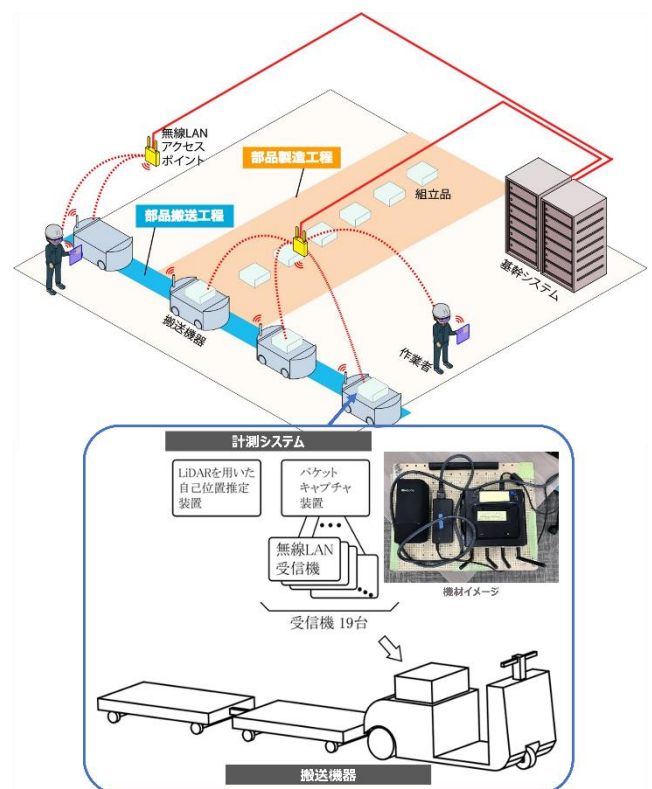 無線LAN
アクセス
ポイント
部品製造工程
組立品
部品搬送工程
基幹システム
搬送機器
作業者
計測システム
LiDARを用いた
自己位置推定
装置
パケット
キャプチャ
装置
無線LAN
受信機
機材イメージ
受信機 19台
搬送機器